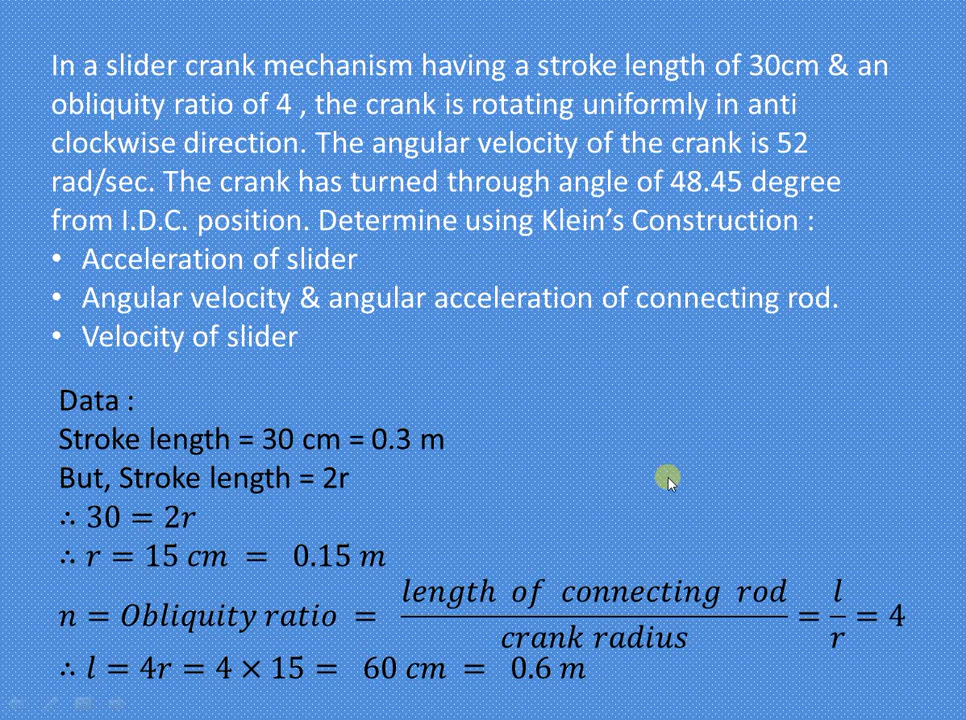 In a slider crank mechanism having a stroke length of 30cm & an
obliquity ratio of 4 , the crank is rotating uniformly in anti
clockwise direction. The angular velocity of the crank is 52
rad/sec. The crank has turned through angle of 48.45 degree
from I.D.C. position. Determine using Klein’s Construction :
• Acceleration of slider
• Angular velocity & angular acceleration of connecting rod.
• Velocity of slider
Data :
Stroke length = 30 cm = 0.3 m
But, Stroke length = 2r
∴ 30 = 2r
∴ r = 15 cm = 0.15 m
n = Obliquity ratio = length of connecting rod / crank radius = l / r = 4
∴ l = 4r = 4 × 15 = 60 cm = 0.6 m